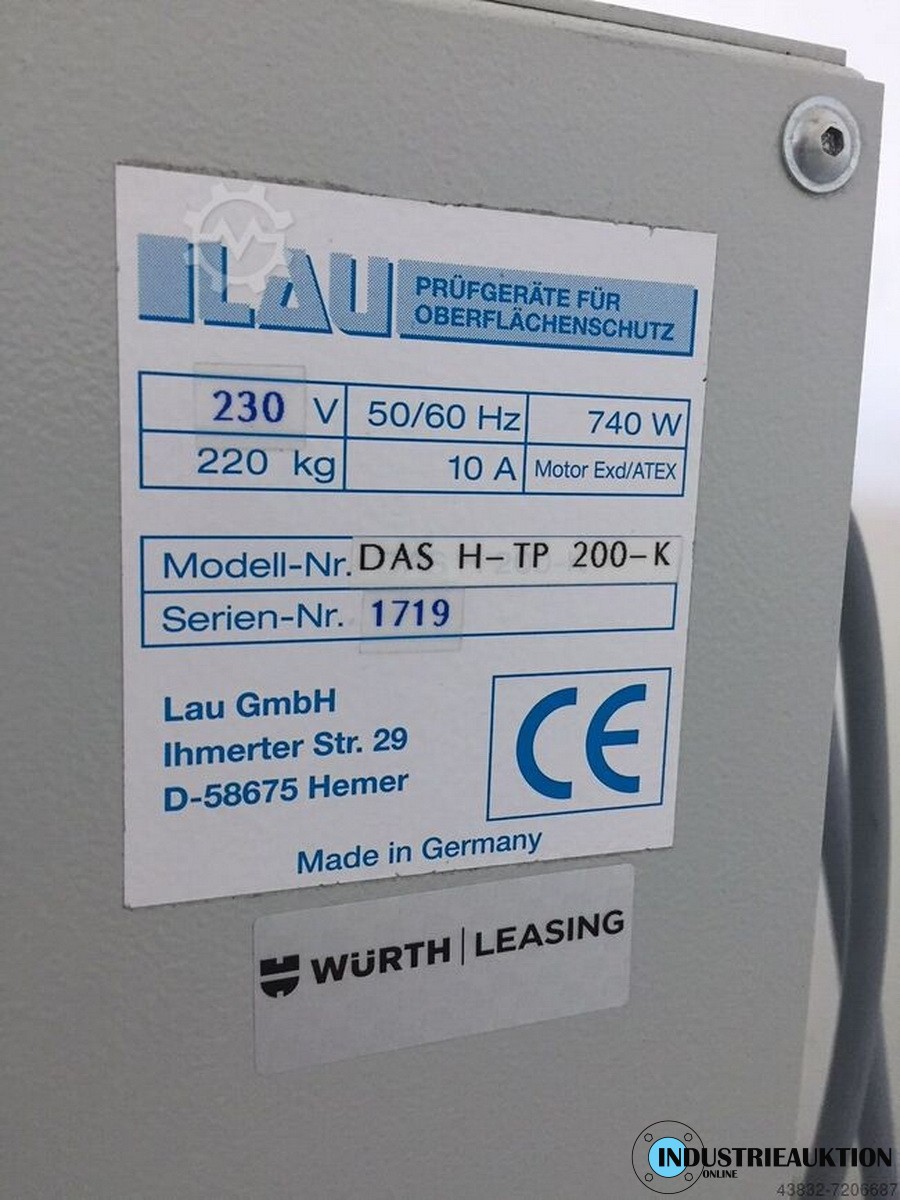 LAU PRÜFGERÄTE FÜR
OBERFLÄCHENSCHUTZ
230 V 50/60 Hz 740 W
220 kg 10 A Motor Exd/ATEX
Modell-Nr. DAS H-TP 200-K
Serien-Nr. 1719
Lau GmbH
Ihmerter Str. 29
D-58675 Hemer
CE
Made in Germany
WÜRTH LEASING
INDUSTRIEAUKTION
ONLINE
43832-7206687